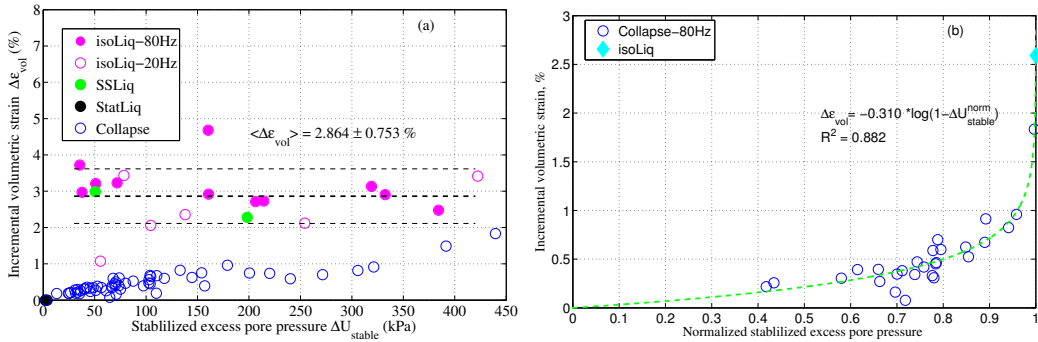 (a)
isoLiq−80Hz
isoLiq−20Hz
SSLiq
StatLiq
Collapse
<Δε_vol> = 2.864 ± 0.753 %
Incremental volumetric strain Δε_vol (%)
8
7
6
5
4
3
2
1
0
0 50 100 150 200 250 300 350 400 450
Stablilized excess pore pressure ΔU_stable (kPa)
(b)
Collapse−80Hz
isoLiq
Δε_vol= −0.310 *log(1−ΔU_stable^norm)
R² = 0.882
Incremental volumetric strain, %
3
2.5
2
1.5
1
0.5
0
0 0.1 0.2 0.3 0.4 0.5 0.6 0.7 0.8 0.9 1
Normalized stablilized excess pore pressure